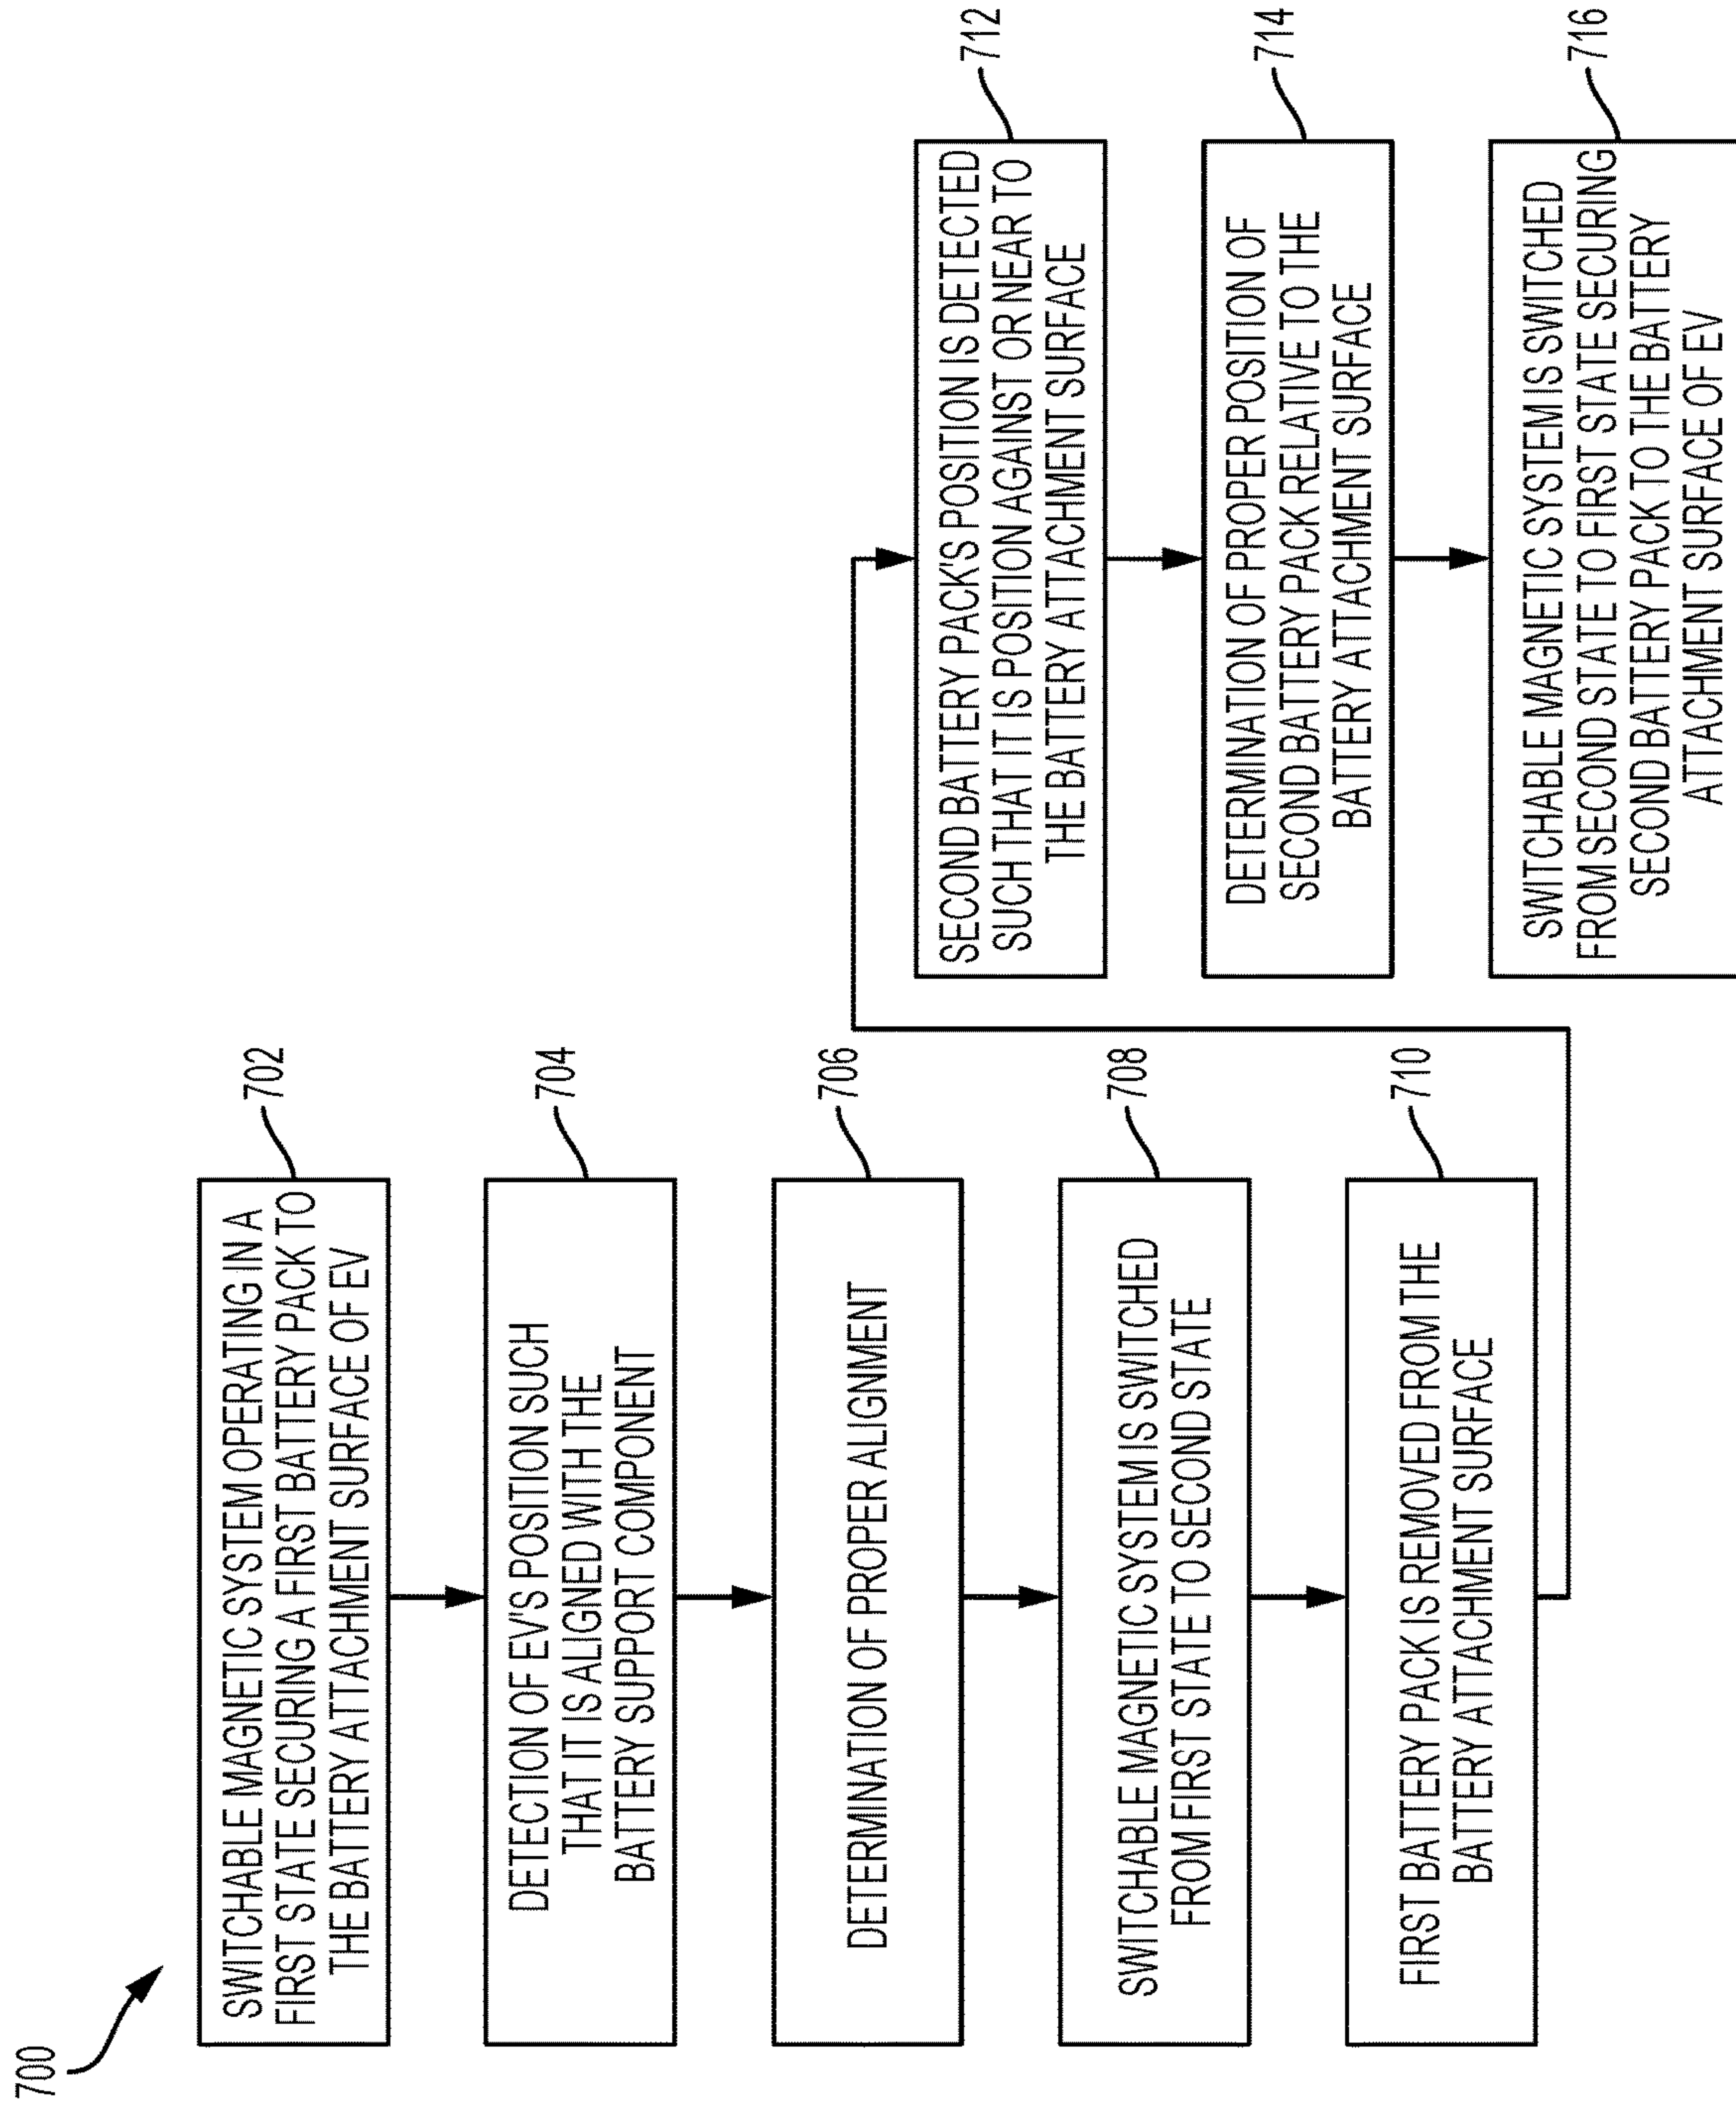 700
SWITCHABLE MAGNETIC SYSTEM OPERATING IN A
FIRST STATE SECURING A FIRST BATTERY PACK TO
THE BATTERY ATTACHMENT SURFACE OF EV
702
DETECTION OF EV'S POSITION SUCH
THAT IT IS ALIGNED WITH THE
BATTERY SUPPORT COMPONENT
704
DETERMINATION OF PROPER ALIGNMENT
706
SWITCHABLE MAGNETIC SYSTEM IS SWITCHED
FROM FIRST STATE TO SECOND STATE
708
FIRST BATTERY PACK IS REMOVED FROM THE
BATTERY ATTACHMENT SURFACE
710
SECOND BATTERY PACK'S POSITION IS DETECTED
SUCH THAT IT IS POSITION AGAINST OR NEAR TO
THE BATTERY ATTACHMENT SURFACE
712
DETERMINATION OF PROPER POSITION OF
SECOND BATTERY PACK RELATIVE TO THE
BATTERY ATTACHMENT SURFACE
714
SWITCHABLE MAGNETIC SYSTEM IS SWITCHED
FROM SECOND STATE TO FIRST STATE SECURING
SECOND BATTERY PACK TO THE BATTERY
ATTACHMENT SURFACE OF EV
716